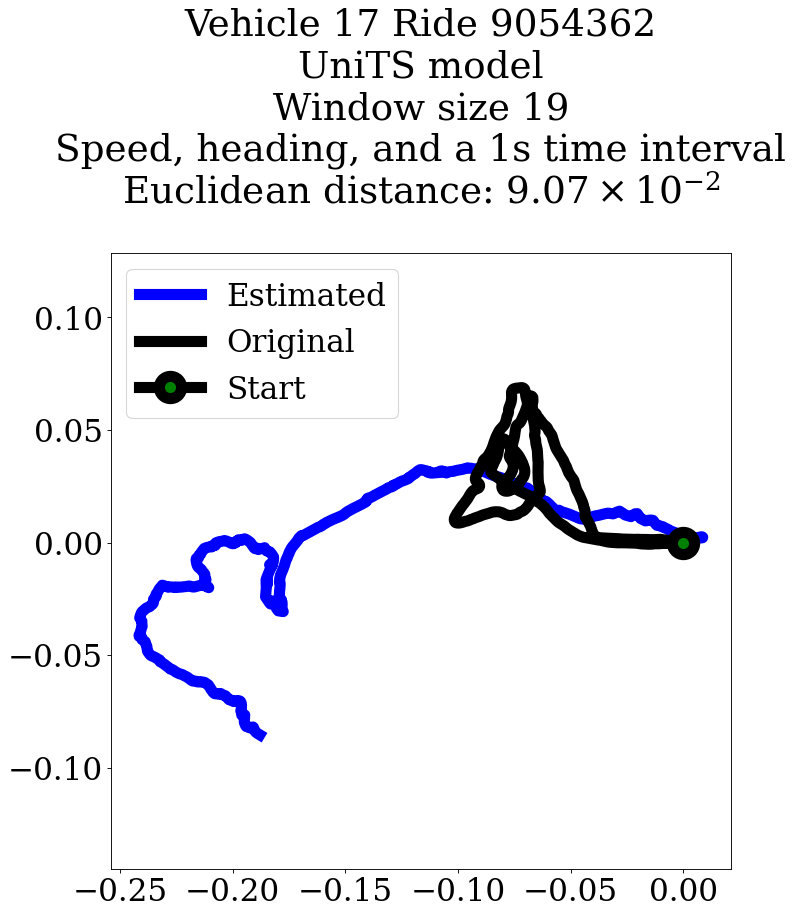 Vehicle 17 Ride 9054362
UniTS model
Window size 19
Speed, heading, and a 1s time interval
Euclidean distance: 9.07 × 10⁻²
Estimated
Original
Start
0.10
0.05
0.00
−0.05
−0.10
−0.25 −0.20 −0.15 −0.10 −0.05 0.00